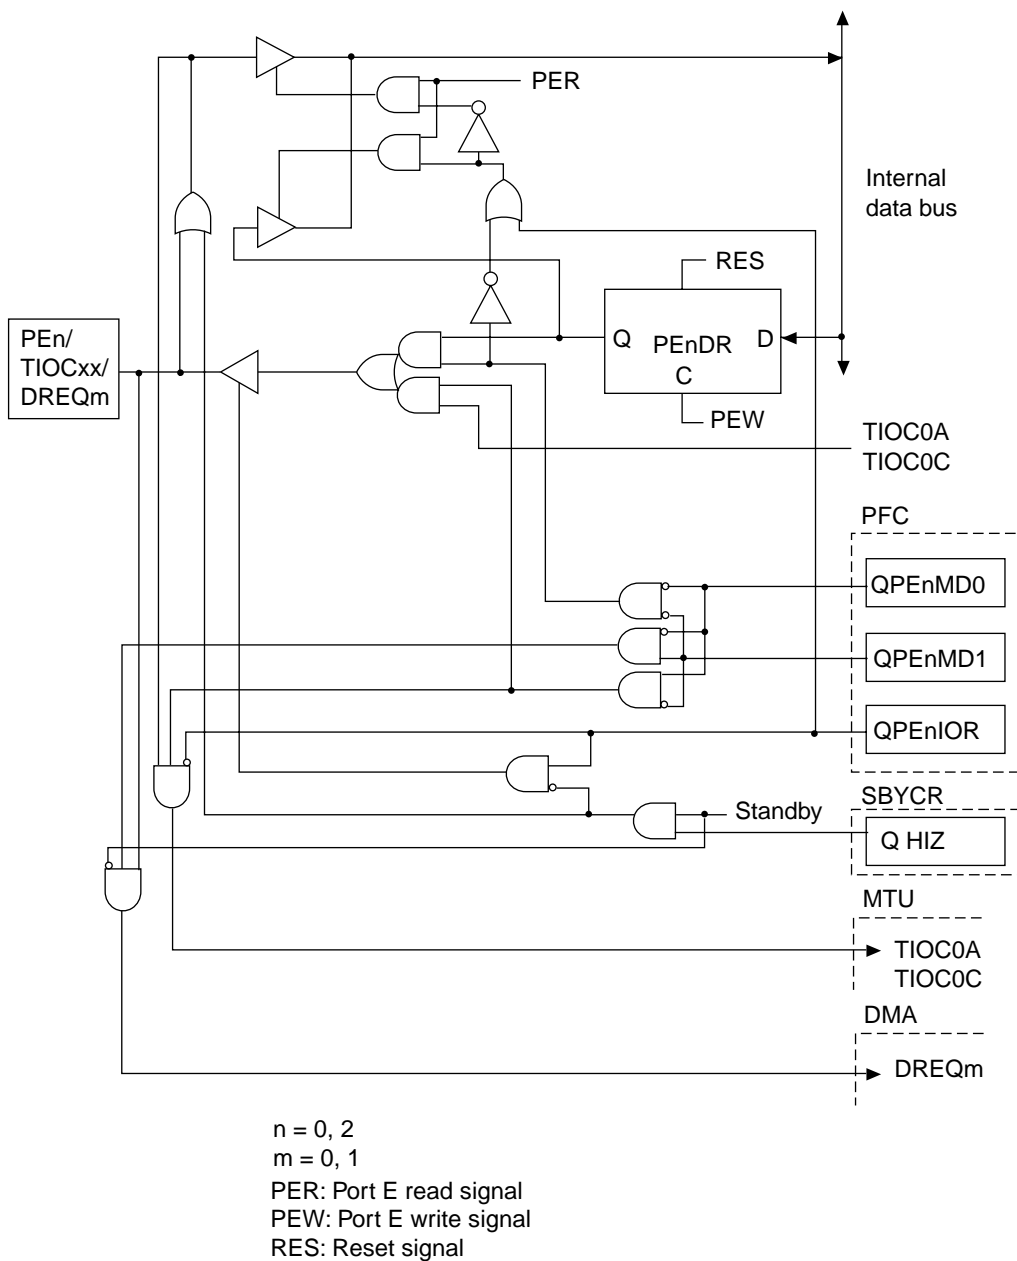 PER
Internal
data bus
RES
PEn/
TIOCxx/
DREQm
Q
PEnDR
D
C
PEW
TIOC0A
TIOC0C
PFC
QPEnMD0
QPEnMD1
QPEnIOR
SBYCR
Standby
Q HIZ
MTU
TIOC0A
TIOC0C
DMA
DREQm
n = 0, 2
m = 0, 1
PER: Port E read signal
PEW: Port E write signal
RES: Reset signal